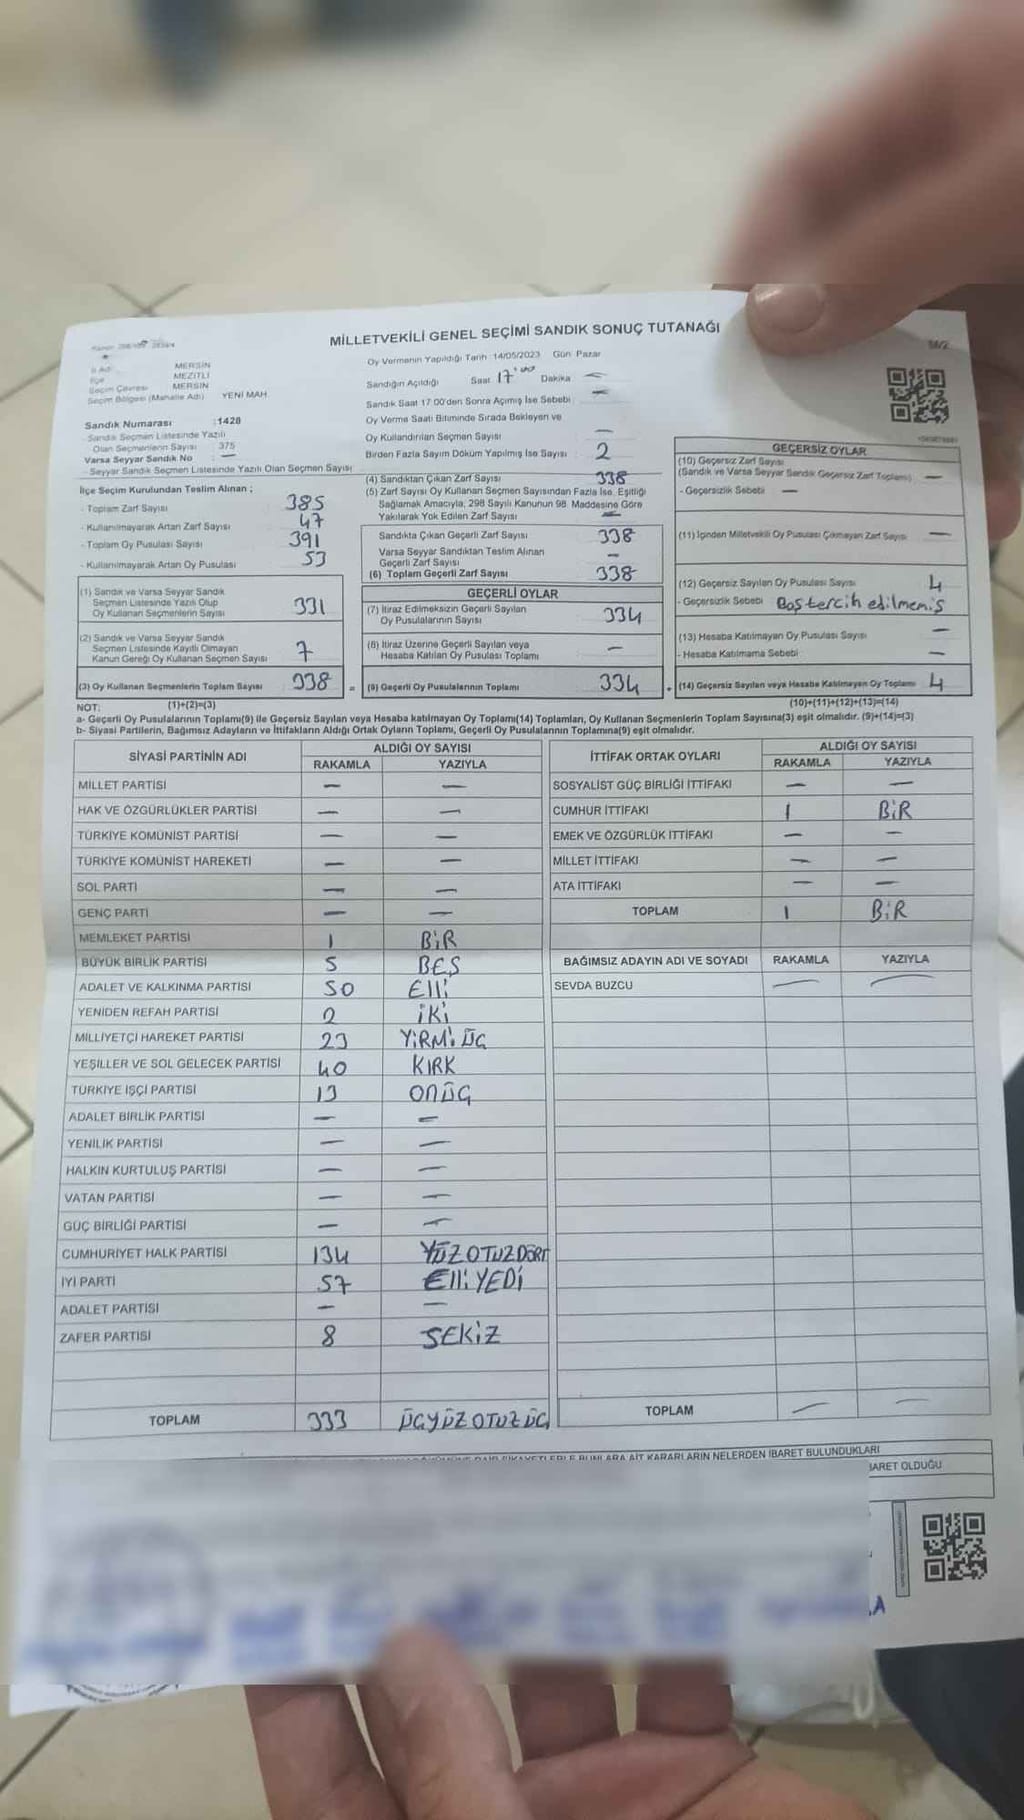 MİLLETVEKİLİ GENEL SEÇİMİ SANDIK SONUÇ TUTANAĞI
Oy Vermenin Yapıldığı Tarih :14/05/2023 Gün Pazar
Sandığın Açıldığı Saat 17:00 Dakika —
Sandık Saat 17 00'den Sonra Açımış İse Sebebi —
Oy Verme Saati Bitiminde Sırada Bekleyen ve
Oy Kullandırılan Seçmen Sayısı —
Birden Fazla Sayım Döküm Yapılmış İse Sayısı 2
İl Adı MERSİN
İlçe MEZİTLİ
Seçim Çevresi MERSİN
Seçim Bölgesi (Mahalle Adı) YENİ MAH.
Sandık Numarası :1428
- Sandık Seçmen Listesinde Yazılı
Olan Seçmenlerin Sayısı 375
Varsa Seyyar Sandık No —
- Seyyar Sandık Seçmen Listesinde Yazılı Olan Seçmen Sayısı
İlçe Seçim Kurulundan Teslim Alınan ;
- Toplam Zarf Sayısı 385
- Kullanılmayarak Artan Zarf Sayısı 47
- Toplam Oy Pusulası Sayısı 391
- Kullanılmayarak Artan Oy Pusulası 53
(1) Sandık ve Varsa Seyyar Sandık
Seçmen Listesinde Yazılı Olup
Oy Kullanan Seçmenlerin Sayısı 331
(2) Sandık ve Varsa Seyyar Sandık
Seçmen Listesinde Kayıtlı Olmayan
Kanun Gereği Oy Kullanan Seçmen Sayısı 7
(3) Oy Kullanan Seçmenlerin Toplam Sayısı 338 =
(4) Sandıktan Çıkan Zarf Sayısı 338
(5) Zarf Sayısı Oy Kullanan Seçmen Sayısından Fazla İse, Eşitliği
Sağlamak Amacıyla, 298 Sayılı Kanunun 98. Maddesine Göre
Yakılarak Yok Edilen Zarf Sayısı —
Sandıkta Çıkan Geçerli Zarf Sayısı 338
Varsa Seyyar Sandıktan Teslim Alınan
Geçerli Zarf Sayısı —
(6) Toplam Geçerli Zarf Sayısı 338
GEÇERLİ OYLAR
(7) İtiraz Edilmeksizin Geçerli Sayılan
Oy Pusulalarının Sayısı 334
(8) İtiraz Üzerine Geçerli Sayılan veya
Hesaba Katılan Oy Pusulası Toplamı —
(9) Geçerli Oy Pusulalarının Toplamı 334 +
GEÇERSİZ OYLAR
(10) Geçersiz Zarf Sayısı
(Sandık ve Varsa Seyyar Sandık Geçersiz Zarf Toplamı) —
- Geçersizlik Sebebi —
(11) İçinden Milletvekili Oy Pusulası Çıkmayan Zarf Sayısı —
(12) Geçersiz Sayılan Oy Pusulası Sayısı 4
- Geçersizlik Sebebi Boş tercih edilmemiş
(13) Hesaba Katılmayan Oy Pusulası Sayısı —
- Hesaba Katılmama Sebebi —
(14) Geçersiz Sayılan veya Hesaba Katılmayan Oy Toplamı 4
NOT: (1)+(2)=(3) (10)+(11)+(12)+(13)=(14)
a- Geçerli Oy Pusulalarının Toplamı(9) ile Geçersiz Sayılan veya Hesaba katılmayan Oy Toplamı(14) Toplamları, Oy Kullanan Seçmenlerin Toplam Sayısına(3) eşit olmalıdır. (9)+(14)=(3)
b- Siyasi Partilerin, Bağımsız Adayların ve İttifakların Aldığı Ortak Oyların Toplamı, Geçerli Oy Pusulalarının Toplamına(9) eşit olmalıdır.
SİYASİ PARTİNİN ADI ALDIĞI OY SAYISI
RAKAMLA YAZIYLA
MİLLET PARTİSİ — —
HAK VE ÖZGÜRLÜKLER PARTİSİ — —
TÜRKİYE KOMÜNİST PARTİSİ — —
TÜRKİYE KOMÜNİST HAREKETİ — —
SOL PARTİ — —
GENÇ PARTİ — —
MEMLEKET PARTİSİ 1 BİR
BÜYÜK BİRLİK PARTİSİ 5 BEŞ
ADALET VE KALKINMA PARTİSİ 50 Elli
YENİDEN REFAH PARTİSİ 2 İKİ
MİLLİYETÇİ HAREKET PARTİSİ 23 YİRMİ ÜÇ
YEŞİLLER VE SOL GELECEK PARTİSİ 40 KIRK
TÜRKİYE İŞÇİ PARTİSİ 13 ONÜÇ
ADALET BİRLİK PARTİSİ — —
YENİLİK PARTİSİ — —
HALKIN KURTULUŞ PARTİSİ — —
VATAN PARTİSİ — —
GÜÇ BİRLİĞİ PARTİSİ — —
CUMHURİYET HALK PARTİSİ 134 YÜZ OTUZ DÖRT
İYİ PARTİ 57 Elli YEDİ
ADALET PARTİSİ — —
ZAFER PARTİSİ 8 SEKİZ
TOPLAM 333 ÜÇYÜZ OTUZ ÜÇ
İTTİFAK ORTAK OYLARI ALDIĞI OY SAYISI
RAKAMLA YAZIYLA
SOSYALİST GÜÇ BİRLİĞİ İTTİFAKI — —
CUMHUR İTTİFAKI 1 BİR
EMEK VE ÖZGÜRLÜK İTTİFAKI — —
MİLLET İTTİFAKI — —
ATA İTTİFAKI — —
TOPLAM 1 BİR
BAĞIMSIZ ADAYIN ADI VE SOYADI RAKAMLA YAZIYLA
SEVDA BUZCU — —
TOPLAM — —
BUNLARA AİT KARARLARIN NELERDEN İBARET BULUNDUKLARI
BARET OLDUĞU